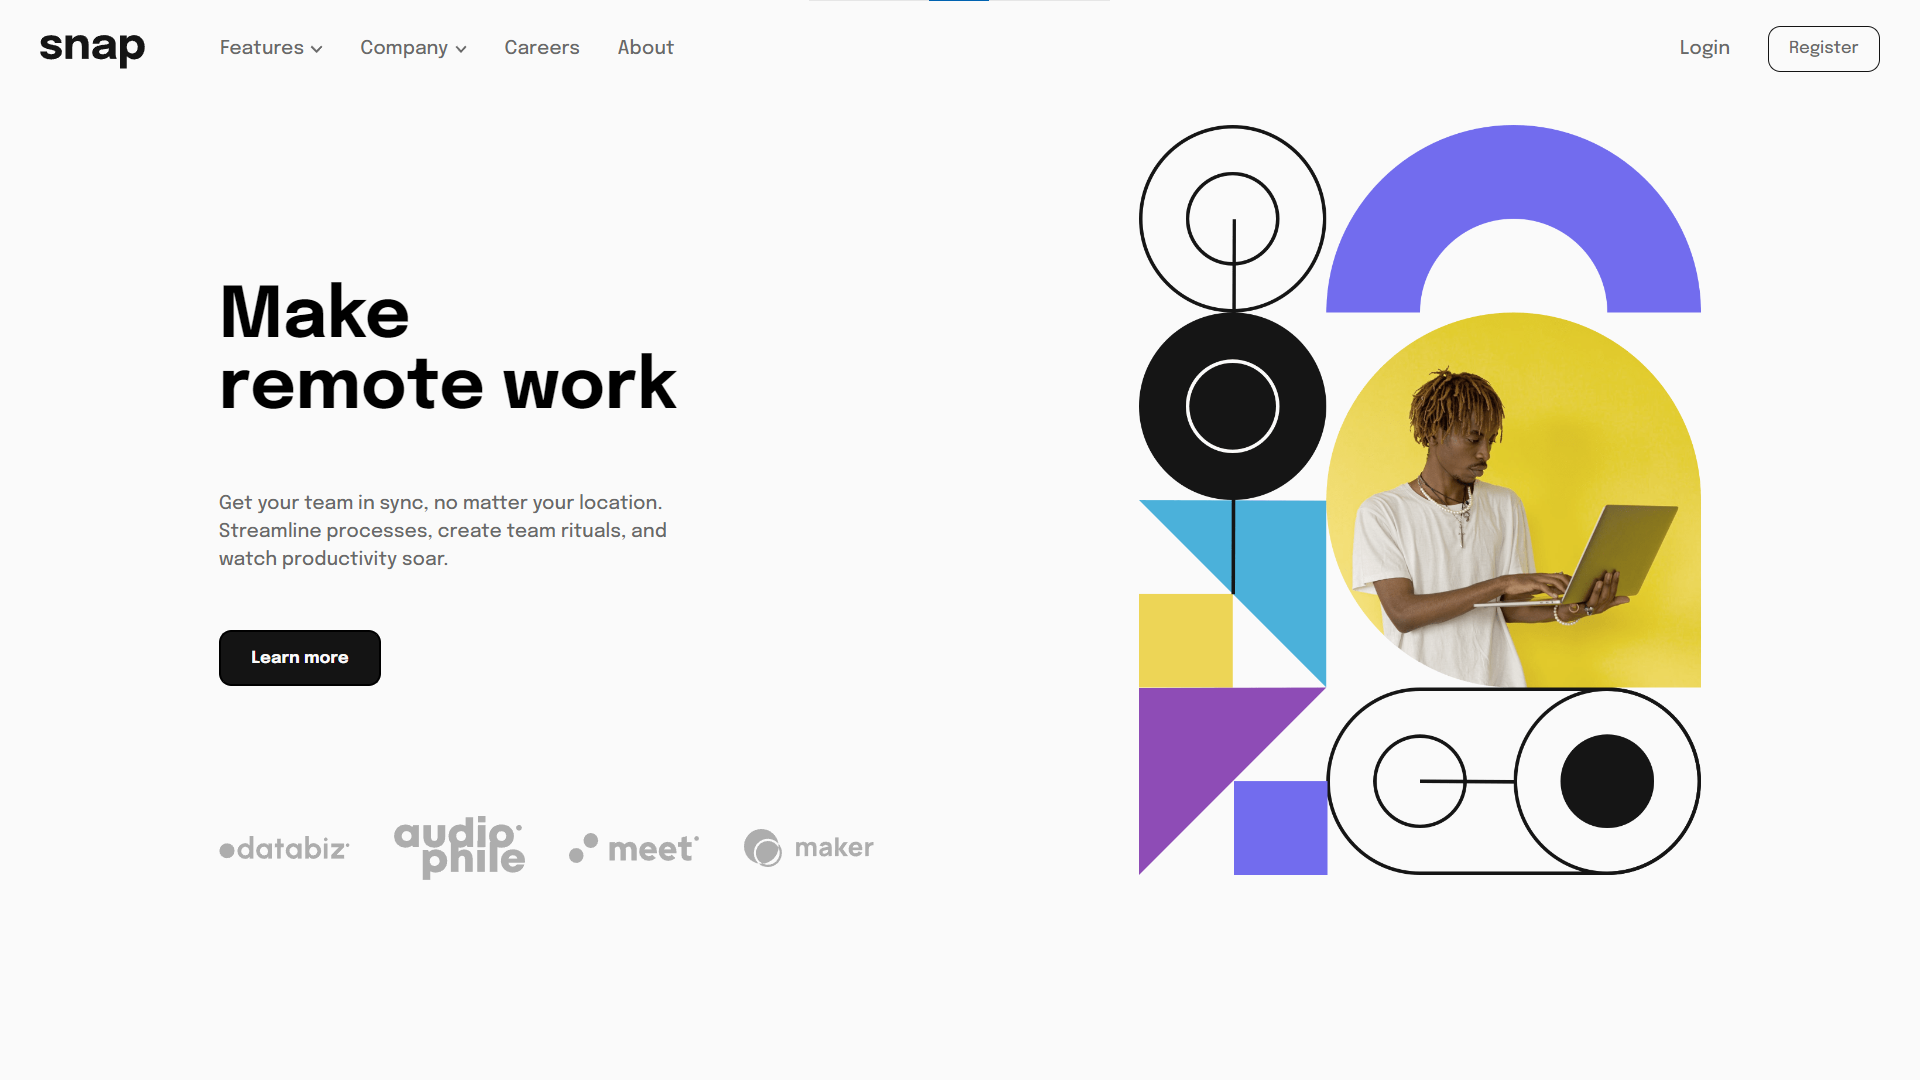 snap
Features
Company
Careers
About
Login
Register
Make
remote work
Get your team in sync, no matter your location.
Streamline processes, create team rituals, and
watch productivity soar.
Learn more
databiz
audio
phile
meet
maker